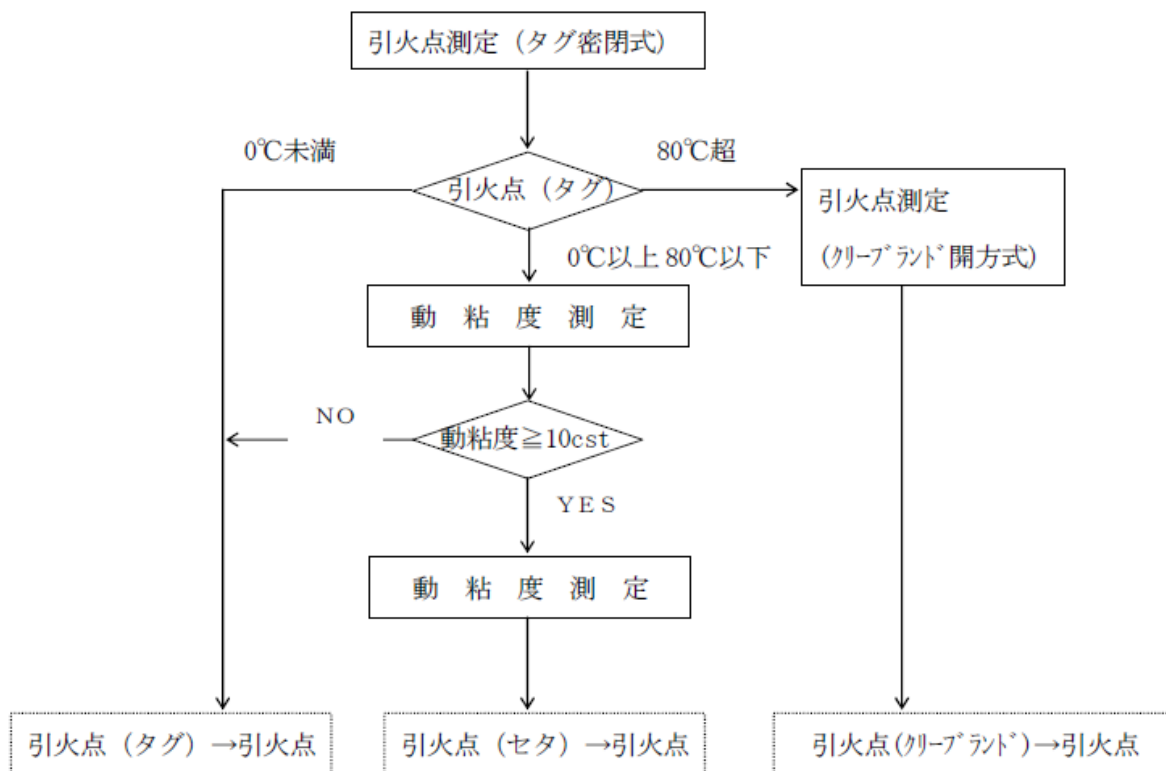 引火点測定(タグ密閉式)
0℃未満
80℃超
引火点(タグ)
引火点測定
(ｸﾘｰﾌﾞﾗﾝﾄﾞ開方式)
0℃以上80℃以下
動 粘 度 測 定
NO
動粘度≧10cst
YES
動 粘 度 測 定
引火点(タグ)→引火点
引火点(セタ)→引火点
引火点(ｸﾘｰﾌﾞﾗﾝﾄﾞ)→引火点